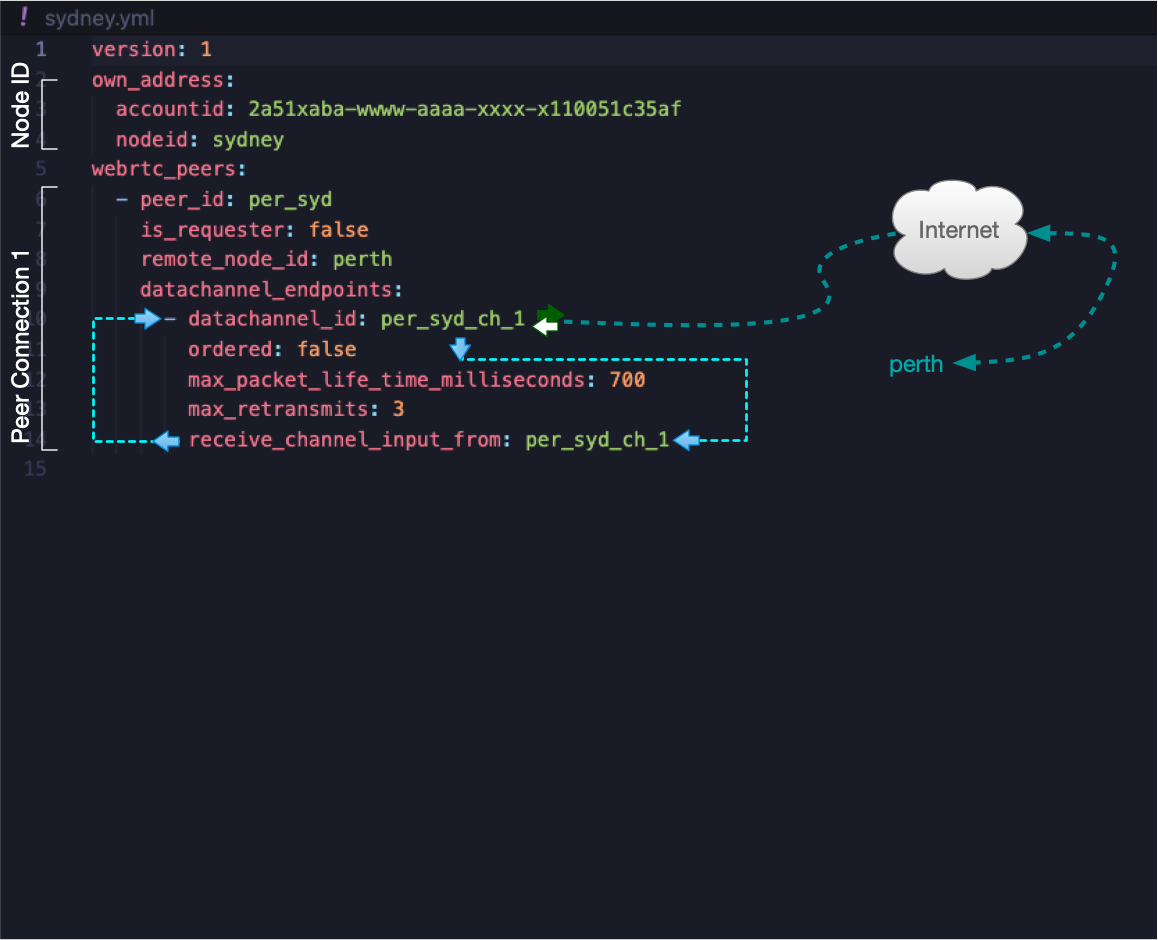 ! sydney.yml
1 version: 1
2 own_address:
3 accountid: 2a51xaba-wwww-aaaa-xxxx-x110051c35af
4 nodeid: sydney
5 webrtc_peers:
6 - peer_id: per_syd
7 is_requester: false
8 remote_node_id: perth
9 datachannel_endpoints:
10 - datachannel_id: per_syd_ch_1
11 ordered: false
12 max_packet_life_time_milliseconds: 700
13 max_retransmits: 3
14 receive_channel_input_from: per_syd_ch_1
15
Node ID
Peer Connection 1
Internet
perth